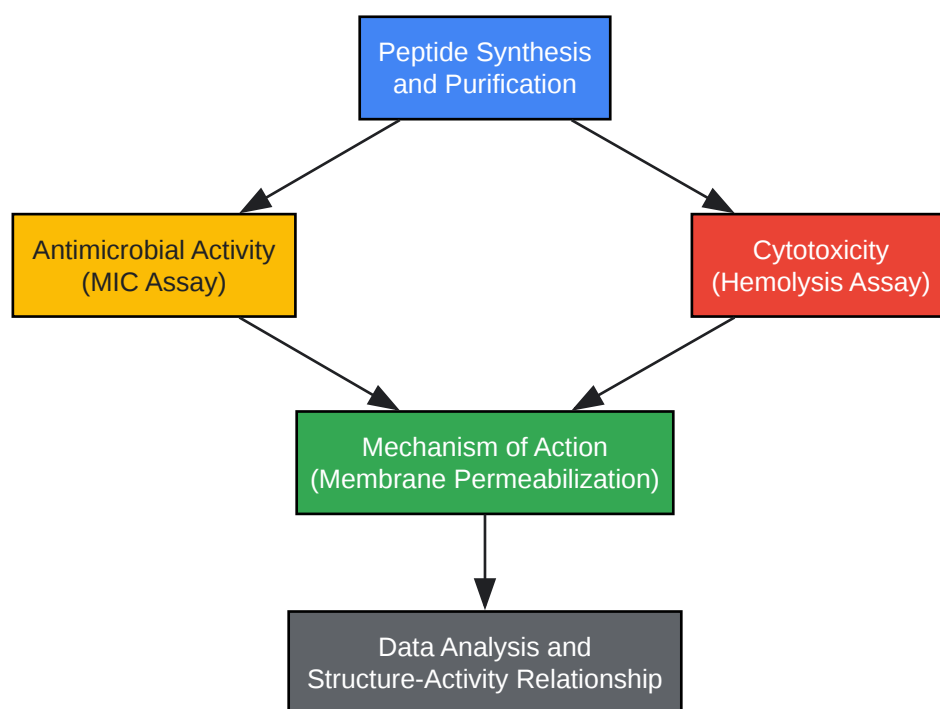 Peptide Synthesis
and Purification
Antimicrobial Activity
(MIC Assay)
Cytotoxicity
(Hemolysis Assay)
Mechanism of Action
(Membrane Permeabilization)
Data Analysis and
Structure-Activity Relationship